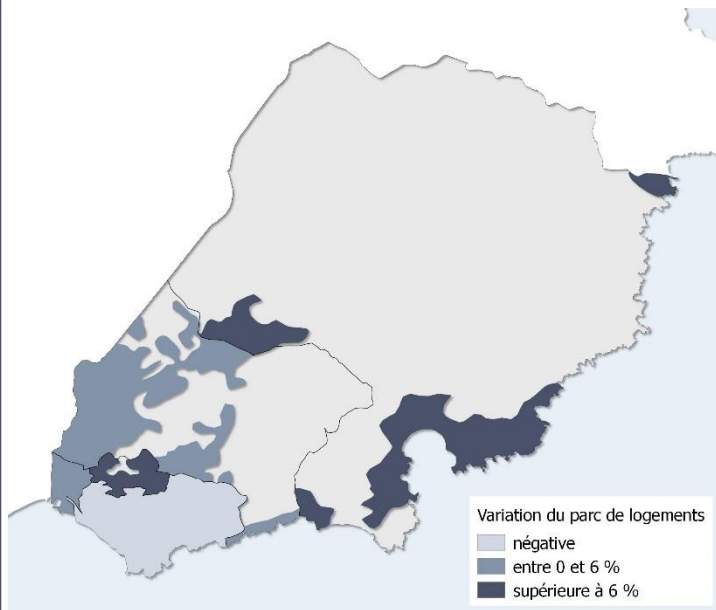 Variation du parc de logements
négative
entre 0 et 6 %
supérieure à 6 %